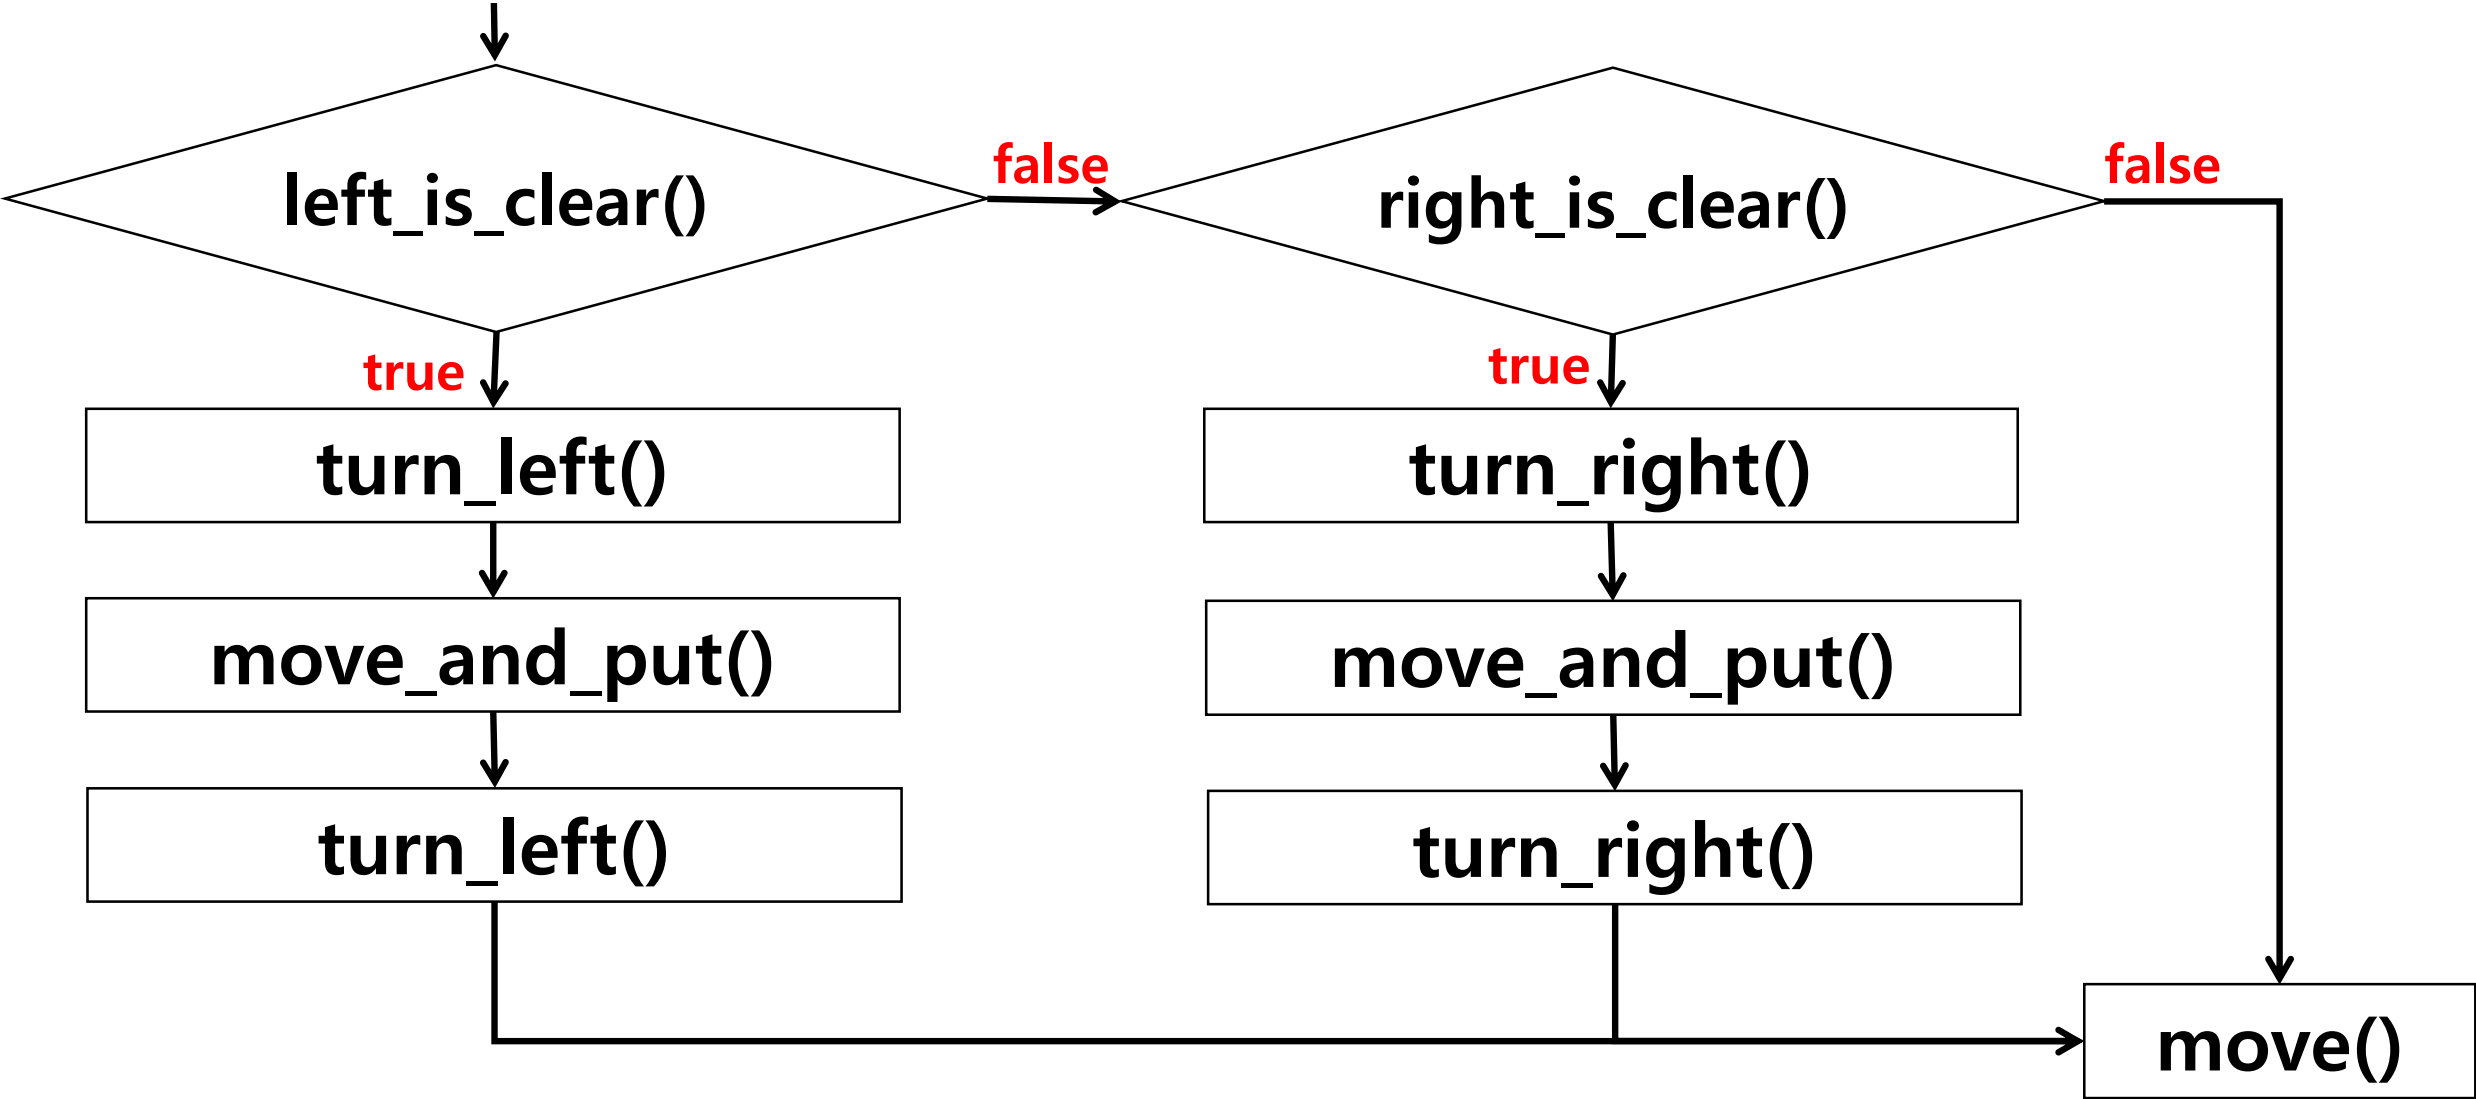 left_is_clear()
false
right_is_clear()
false
true
turn_left()
move_and_put()
turn_left()
true
turn_right()
move_and_put()
turn_right()
move()